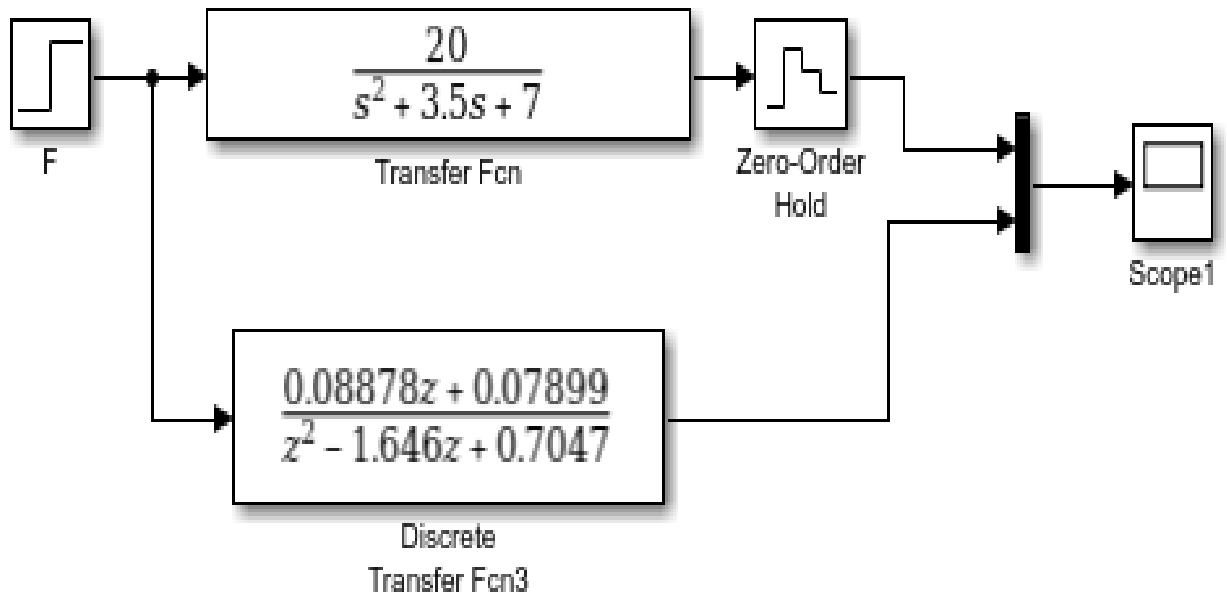 20
s² + 3.5s + 7
F
Transfer Fcn
Zero-Order
Hold
Scope1
0.08878z + 0.07899
z² − 1.646z + 0.7047
Discrete
Transfer Fcn3